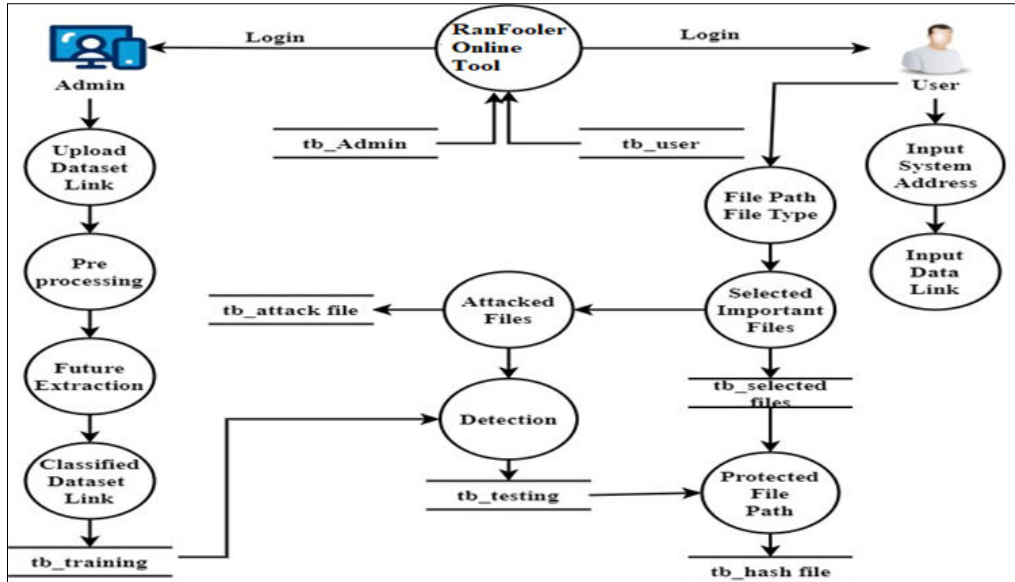 RanFooler
Online
Tool
Login
Login
Admin
User
tb_Admin
tb_user
Upload
Dataset
Link
Input
System
Address
File Path
File Type
Pre
processing
Input
Data
Link
tb_attack file
Attacked
Files
Selected
Important
Files
Future
Extraction
tb_selected
files
Detection
Classified
Dataset
Link
tb_testing
Protected
File
Path
tb_training
tb_hash file